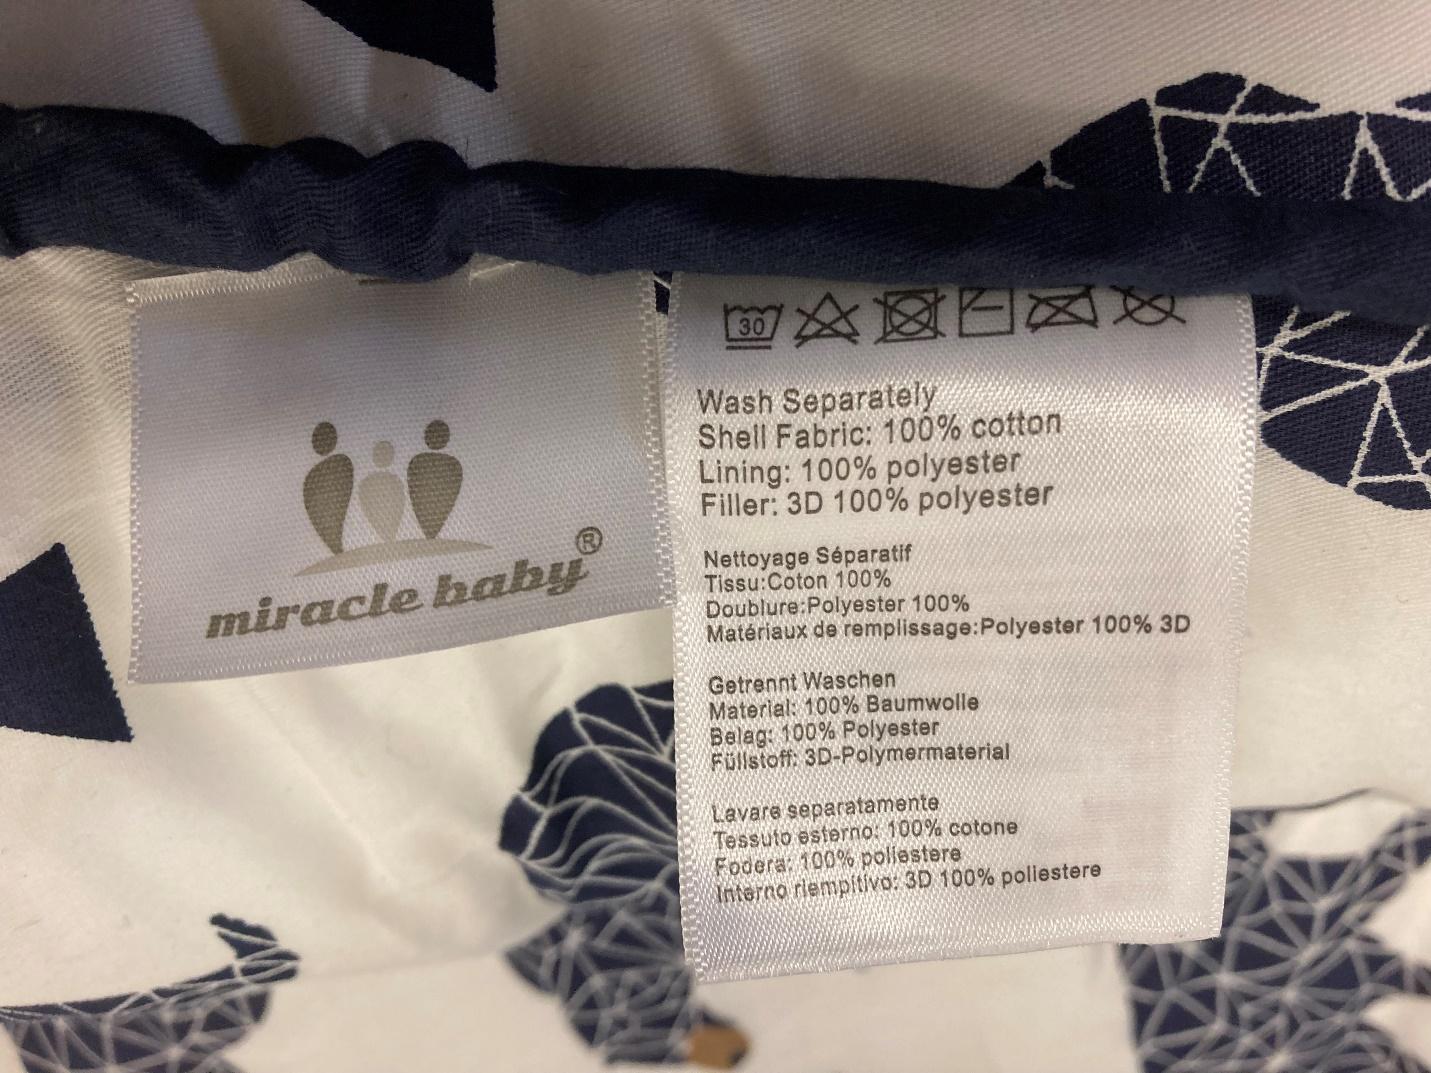 miracle baby®
30
Wash Separately
Shell Fabric: 100% cotton
Lining: 100% polyester
Filler: 3D 100% polyester
Nettoyage Séparatif
Tissu:Coton 100%
Doublure:Polyester 100%
Matériaux de remplissage:Polyester 100% 3D
Getrennt Waschen
Material: 100% Baumwolle
Belag: 100% Polyester
Füllstoff: 3D-Polymermaterial
Lavare separatamente
Tessuto esterno: 100% cotone
Fodera: 100% poliestere
Interno riempitivo: 3D 100% poliestere